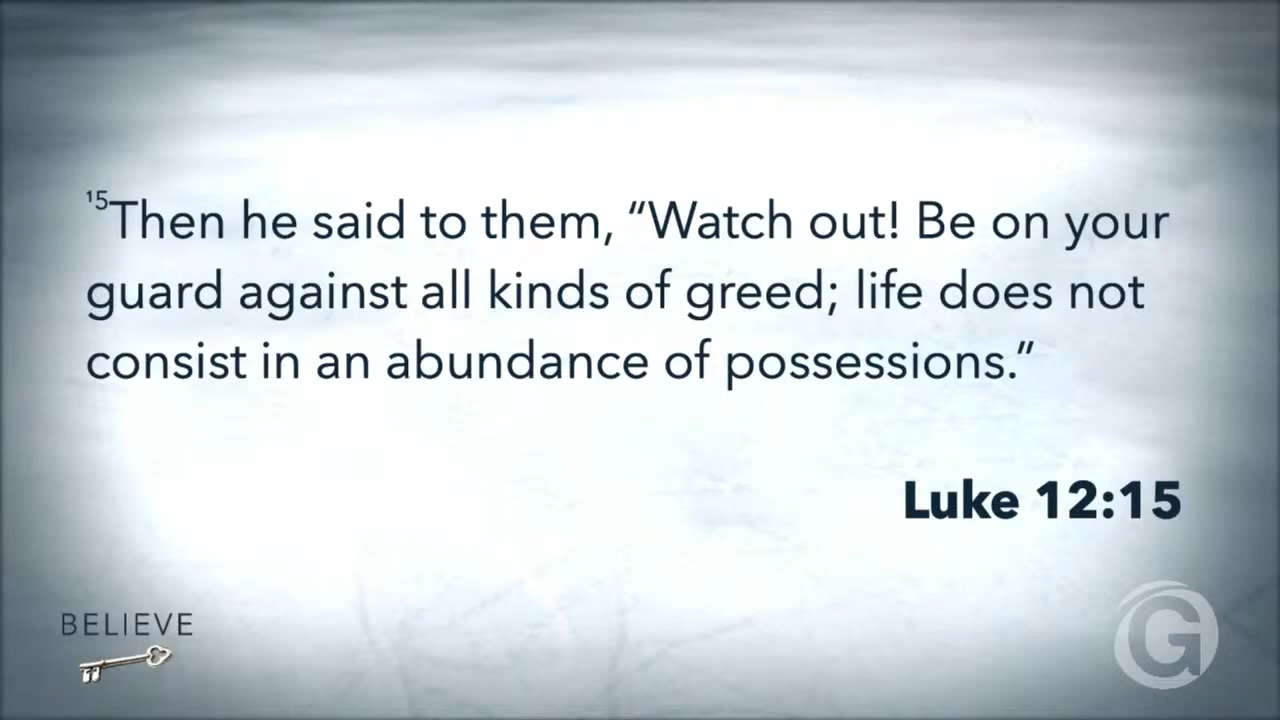 ¹⁵Then he said to them, “Watch out! Be on your
guard against all kinds of greed; life does not
consist in an abundance of possessions.”
Luke 12:15
BELIEVE
G